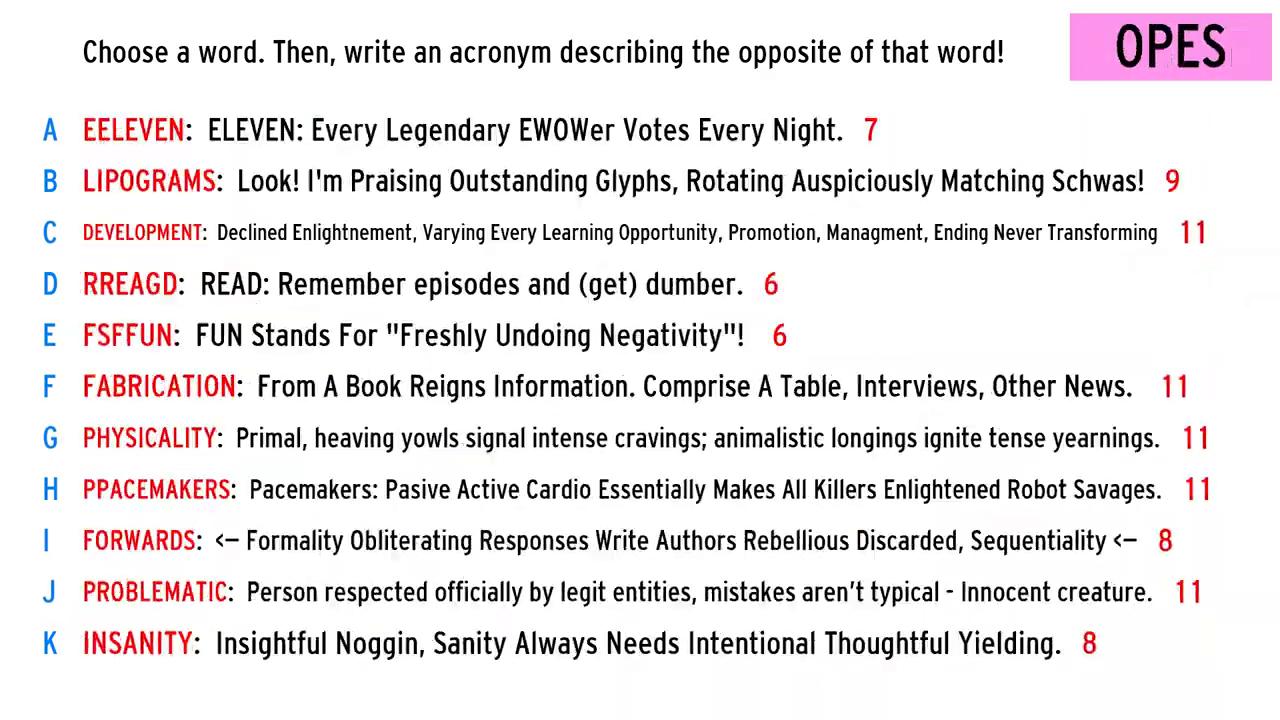 Choose a word. Then, write an acronym describing the opposite of that word!
OPES
A EELEVEN: ELEVEN: Every Legendary EWOWer Votes Every Night. 7
B LIPOGRAMS: Look! I'm Praising Outstanding Glyphs, Rotating Auspiciously Matching Schwas! 9
C DEVELOPMENT: Declined Enlightnement, Varying Every Learning Opportunity, Promotion, Managment, Ending Never Transforming 11
D RREAGD: READ: Remember episodes and (get) dumber. 6
E FSFFUN: FUN Stands For "Freshly Undoing Negativity"! 6
F FABRICATION: From A Book Reigns Information. Comprise A Table, Interviews, Other News. 11
G PHYSICALITY: Primal, heaving yowls signal intense cravings; animalistic longings ignite tense yearnings. 11
H PPACEMAKERS: Pacemakers: Pasive Active Cardio Essentially Makes All Killers Enlightened Robot Savages. 11
I FORWARDS: <— Formality Obliterating Responses Write Authors Rebellious Discarded, Sequentiality <— 8
J PROBLEMATIC: Person respected officially by legit entities, mistakes aren’t typical - Innocent creature. 11
K INSANITY: Insightful Noggin, Sanity Always Needs Intentional Thoughtful Yielding. 8